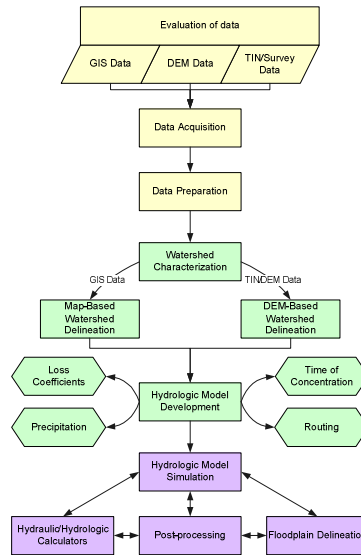 Evaluation of data
GIS Data
DEM Data
TIN/Survey
Data
Data Acquisition
Data Preparation
Watershed
Characterization
GIS Data
TIN/DEM Data
Map-Based
Watershed
Delineation
DEM-Based
Watershed
Delineation
Loss
Coefficients
Time of
Concentration
Hydrologic Model
Development
Precipitation
Routing
Hydrologic Model
Simulation
Hydraulic/Hydrologic
Calculators
Post-processing
Floodplain Delineation